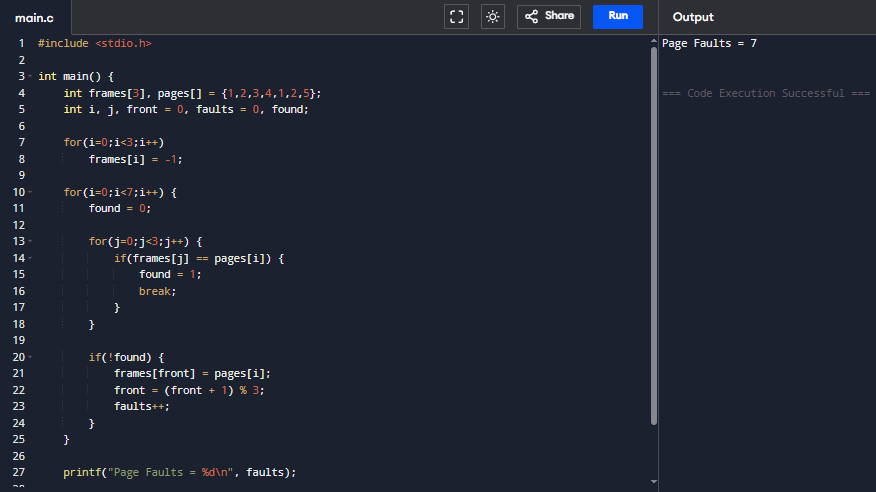 main.c
Share
Run
Output
1 #include <stdio.h>
2
3 int main() {
4 int frames[3], pages[] = {1,2,3,4,1,2,5};
5 int i, j, front = 0, faults = 0, found;
6
7 for(i=0;i<3;i++)
8 frames[i] = -1;
9
10 for(i=0;i<7;i++) {
11 found = 0;
12
13 for(j=0;j<3;j++) {
14 if(frames[j] == pages[i]) {
15 found = 1;
16 break;
17 }
18 }
19
20 if(!found) {
21 frames[front] = pages[i];
22 front = (front + 1) % 3;
23 faults++;
24 }
25 }
26
27 printf("Page Faults = %d\n", faults);
Page Faults = 7
=== Code Execution Successful ===